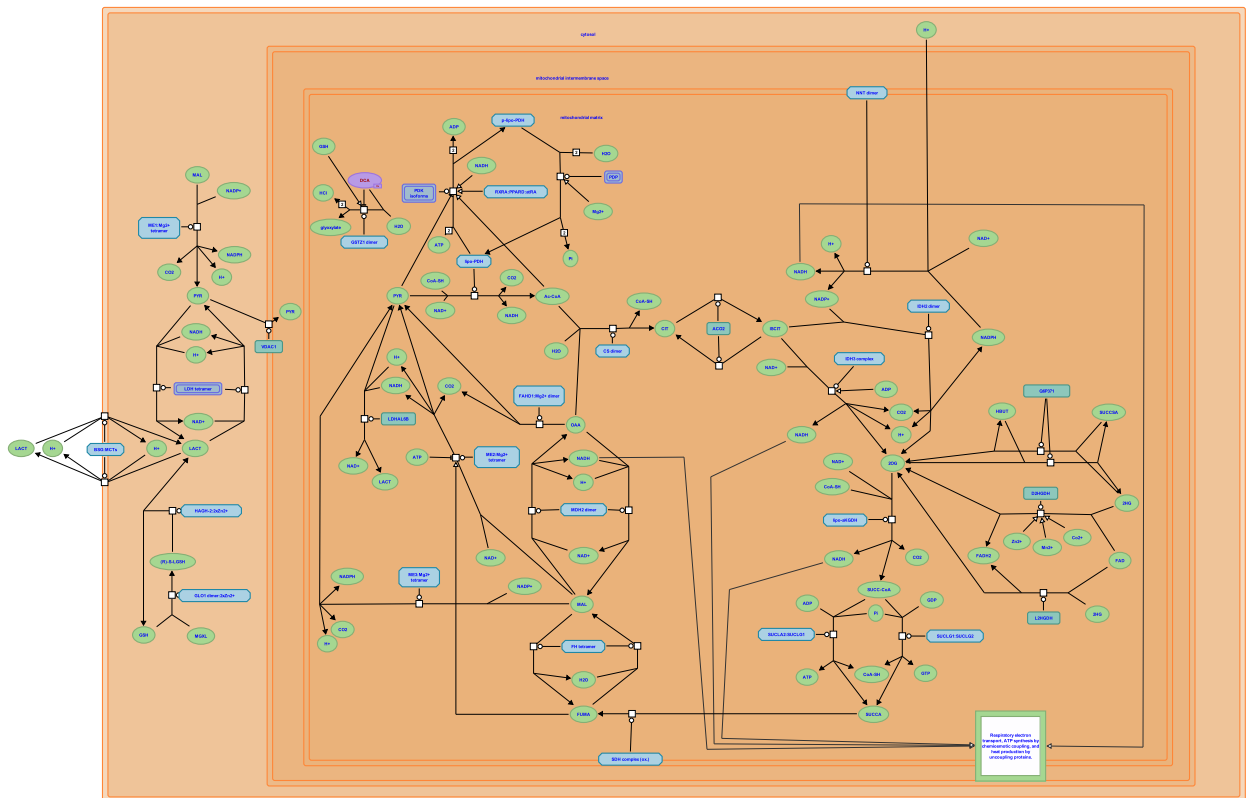 cytosol
H+
mitochondrial intermembrane space
NNT dimer
mitochondrial matrix
p-lipo-PDH
ADP
2
2
H2O
GSH
NADH
MAL
NADP+
DCA
PDK
isoforms
RXRA:PPARD:atRA
PDP
HCl
2
Mg2+
glyoxylate
H2O
GSTZ1 dimer
2
2
ATP
Pi
lipo-PDH
ME1:Mg2+
tetramer
NADPH
CO2
H+
H+
NAD+
NADH
PYR
PYR
CoA-SH
CO2
NAD+
NADH
Ac-CoA
CoA-SH
NADP+
IDH2 dimer
PYR
VDAC1
CIT
ACO2
ISCIT
NADPH
NADH
H+
H2O
CS dimer
IDH3 complex
NAD+
ADP
LDH tetramer
H+
NADH
CO2
FAHD1:Mg2+ dimer
LDHAL6B
OAA
CO2
H+
NADH
HBUT
SUCCSA
NAD+
LACT
H+
BSG:MCTs
H+
LACT
ATP
ME2:Mg2+
tetramer
NADH
H+
NAD+
LACT
2OG
NAD+
CoA-SH
D2HGDH
2HG
HAGH-2:2xZn2+
MDH2 dimer
lipo-aKGDH
Zn2+
Mn2+
Co2+
(R)-S-LGSH
NAD+
NAD+
NADH
CO2
FADH2
FAD
GLO1 dimer:2xZn2+
NADPH
ME3:Mg2+
tetramer
NADP+
MAL
SUCC-CoA
ADP
Pi
GDP
L2HGDH
2HG
GSH
MGXL
CO2
H+
FH tetramer
SUCLA2:SUCLG1
SUCLG1:SUCLG2
H2O
ATP
CoA-SH
GTP
FUMA
SUCCA
SDH complex (ox.)
Respiratory electron
transport, ATP synthesis by
chemiosmotic coupling, and
heat production by
uncoupling proteins.